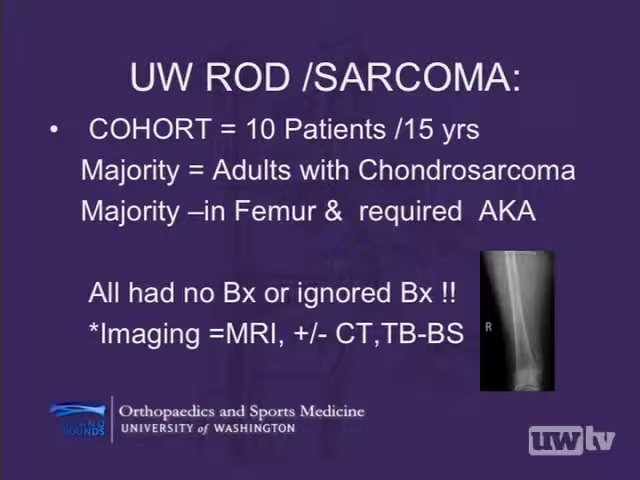 UW ROD /SARCOMA:
• COHORT = 10 Patients /15 yrs
Majority = Adults with Chondrosarcoma
Majority –in Femur & required AKA
All had no Bx or ignored Bx !!
*Imaging =MRI, +/- CT,TB-BS
R
Orthopaedics and Sports Medicine
UNIVERSITY of WASHINGTON
ROUNDS
uwtv